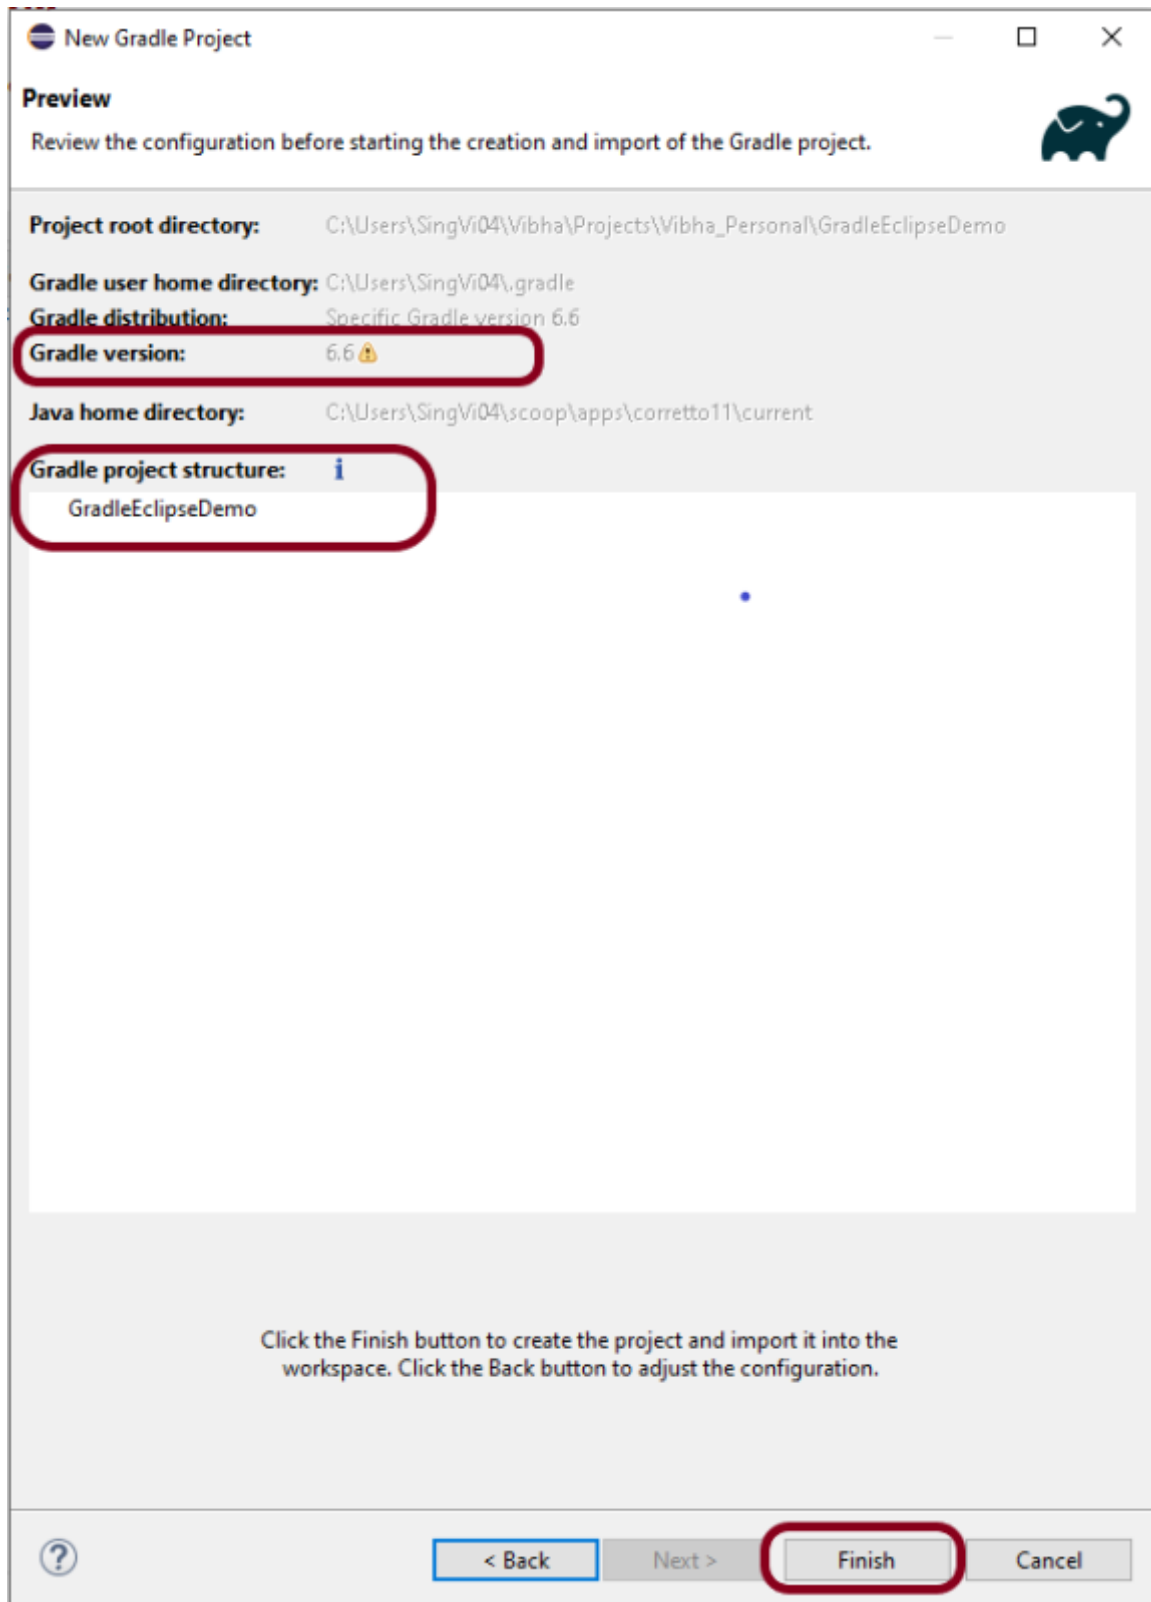 New Gradle Project
Preview
Review the configuration before starting the creation and import of the Gradle project.
Project root directory: C:\Users\SingVi04\Vibha\Projects\Vibha_Personal\GradleEclipseDemo
Gradle user home directory: C:\Users\SingVi04\.gradle
Gradle distribution: Specific Gradle version 6.6
Gradle version: 6.6
Java home directory: C:\Users\SingVi04\scoop\apps\corretto11\current
Gradle project structure:
GradleEclipseDemo
Click the Finish button to create the project and import it into the
workspace. Click the Back button to adjust the configuration.
< Back Next > Finish Cancel